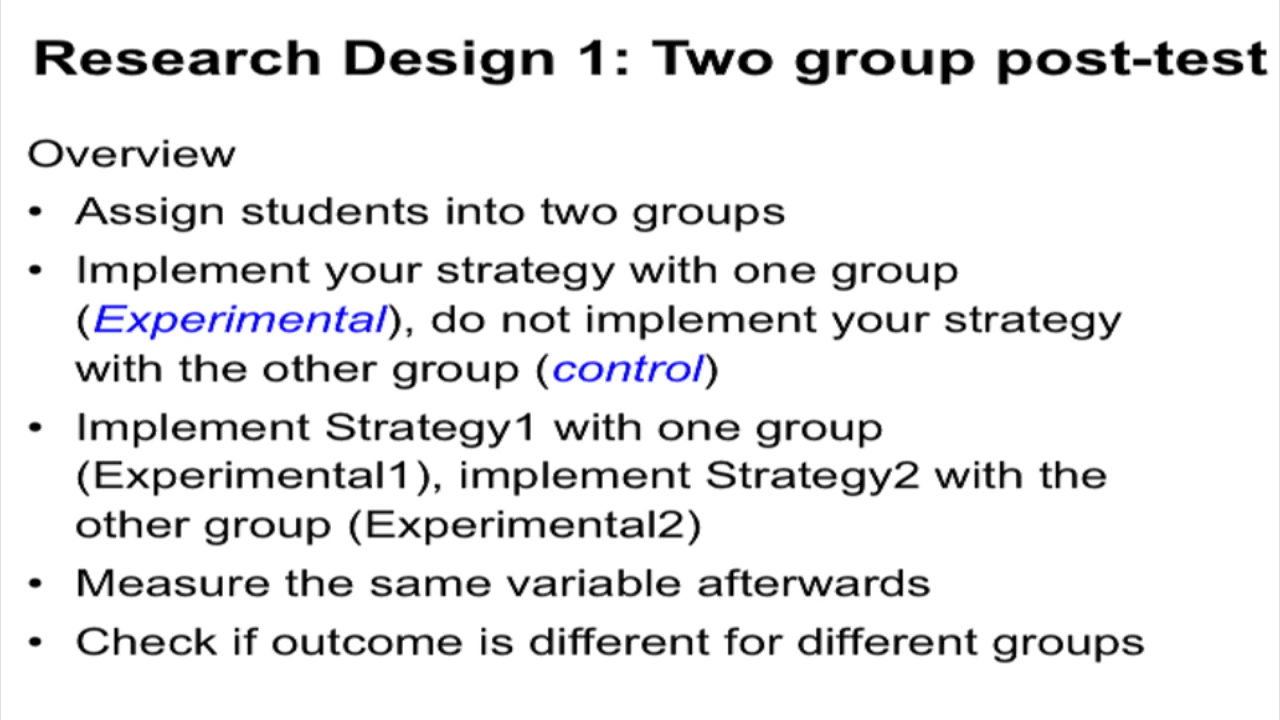 Research Design 1: Two group post-test
Overview
• Assign students into two groups
• Implement your strategy with one group
(Experimental), do not implement your strategy
with the other group (control)
• Implement Strategy1 with one group
(Experimental1), implement Strategy2 with the
other group (Experimental2)
• Measure the same variable afterwards
• Check if outcome is different for different groups